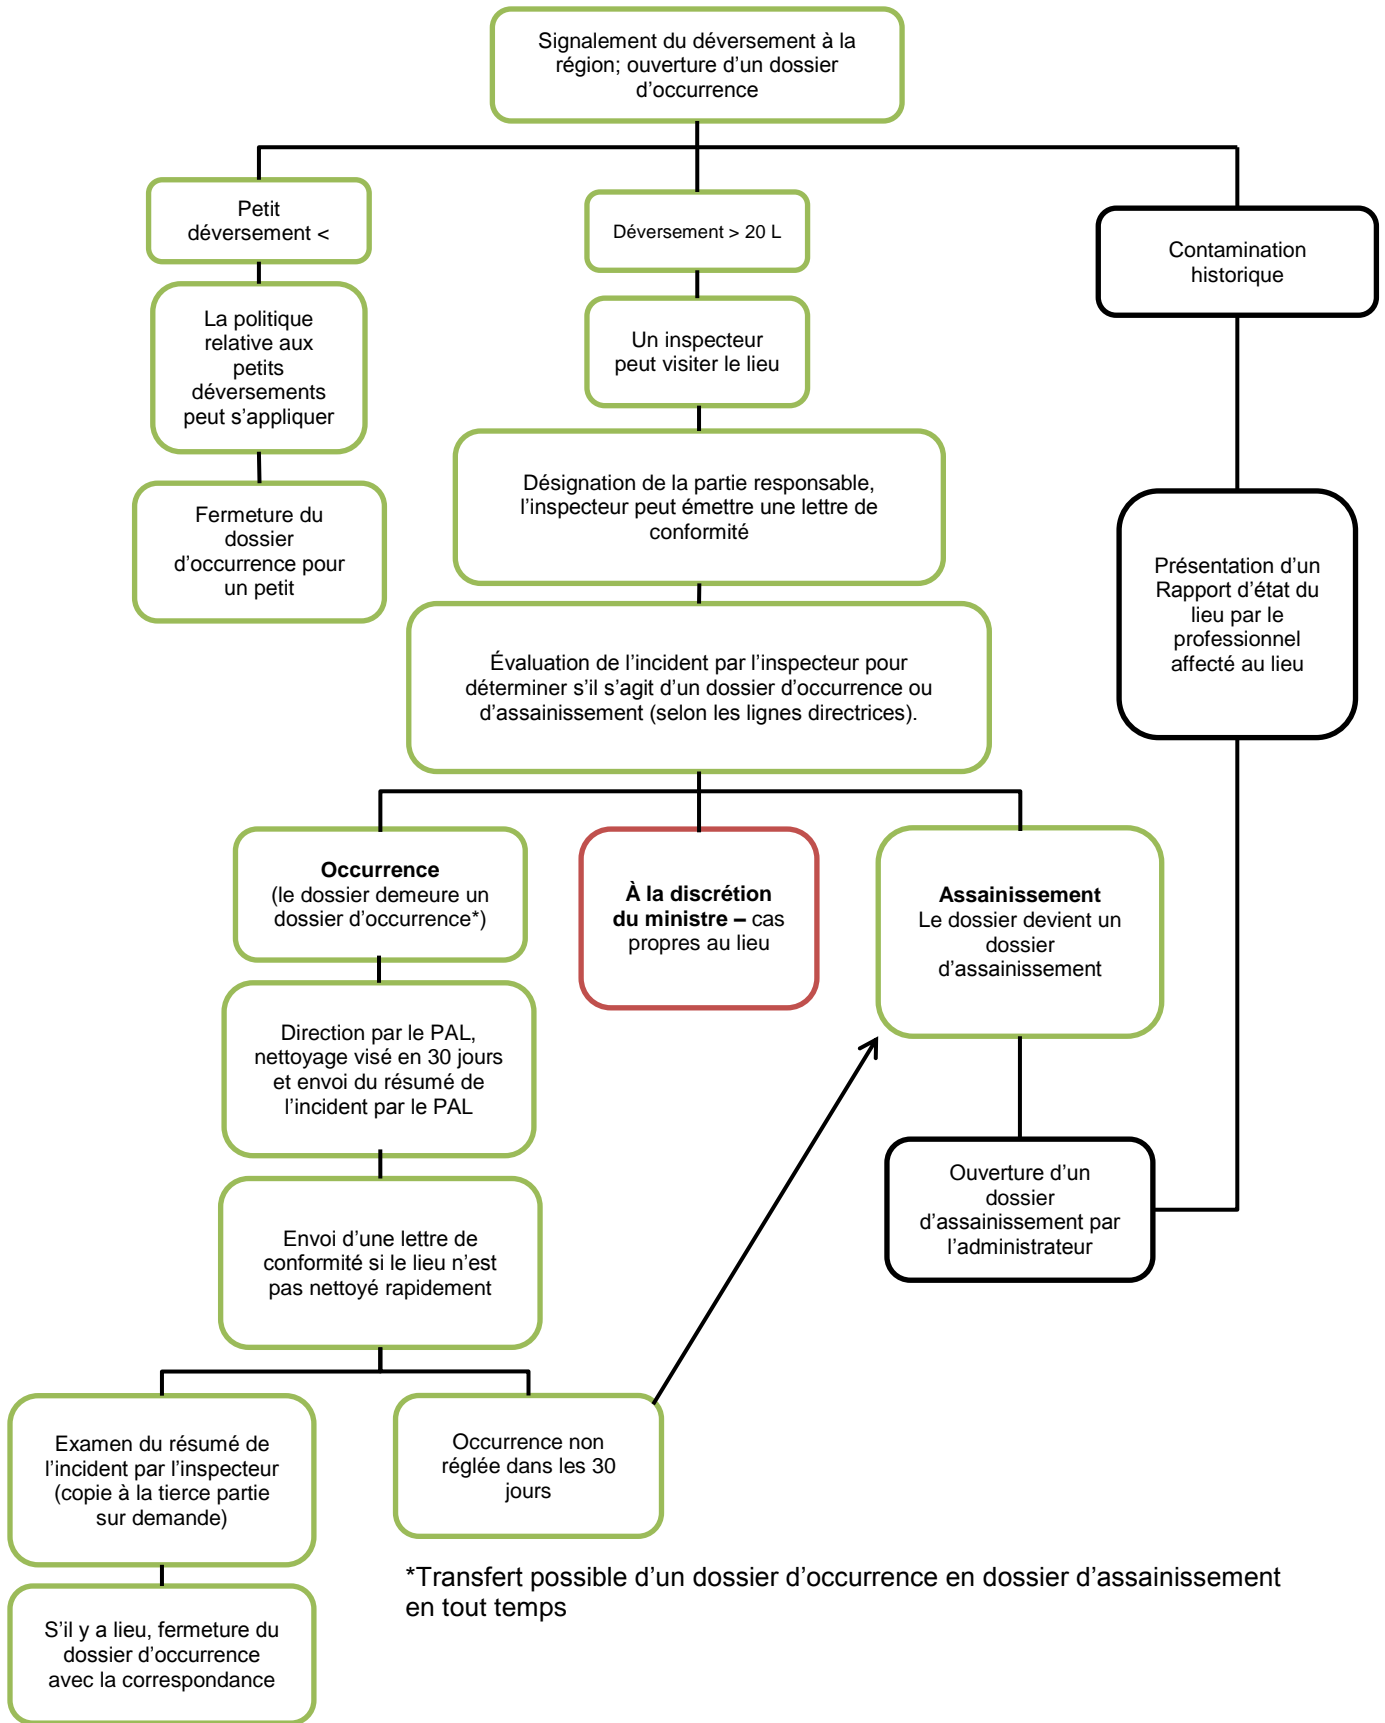 Signalement du déversement à la
région; ouverture d’un dossier
d’occurrence
Petit
déversement <
Déversement > 20 L
Contamination
historique
La politique
relative aux
petits
déversements
peut s’appliquer
Un inspecteur
peut visiter le lieu
Fermeture du
dossier
d’occurrence pour
un petit
Désignation de la partie responsable,
l’inspecteur peut émettre une lettre de
conformité
Présentation d’un
Rapport d’état du
lieu par le
professionnel
affecté au lieu
Évaluation de l’incident par l’inspecteur pour
déterminer s’il s’agit d’un dossier d’occurrence ou
d’assainissement (selon les lignes directrices).
Occurrence
(le dossier demeure un
dossier d’occurrence*)
À la discrétion
du ministre – cas
propres au lieu
Assainissement
Le dossier devient un
dossier
d’assainissement
Direction par le PAL,
nettoyage visé en 30 jours
et envoi du résumé de
l’incident par le PAL
Ouverture d’un
dossier
d’assainissement par
l’administrateur
Envoi d’une lettre de
conformité si le lieu n’est
pas nettoyé rapidement
Examen du résumé de
l’incident par l’inspecteur
(copie à la tierce partie
sur demande)
Occurrence non
réglée dans les 30
jours
S’il y a lieu, fermeture du
dossier d’occurrence
avec la correspondance
*Transfert possible d’un dossier d’occurrence en dossier d’assainissement
en tout temps